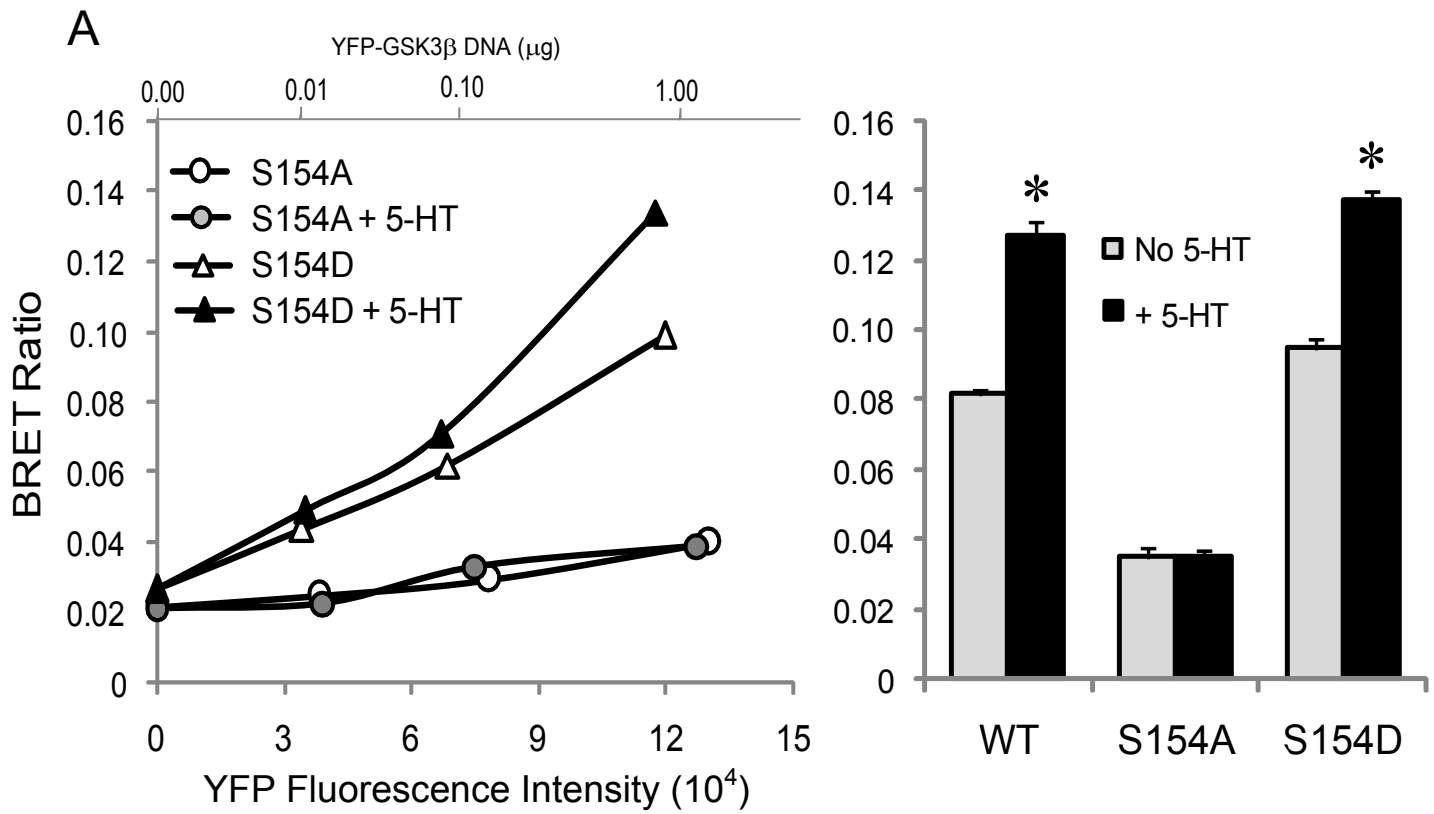 A
YFP-GSK3β DNA (μg)
0.00 0.01 0.10 1.00
0.16
0.14
0.12
0.10
0.08
0.06
0.04
0.02
0
BRET Ratio
S154A
S154A + 5-HT
S154D
S154D + 5-HT
0 3 6 9 12 15
YFP Fluorescence Intensity (10⁴)
0.16
0.14
0.12
0.10
0.08
0.06
0.04
0.02
0
* *
No 5-HT
+ 5-HT
WT S154A S154D